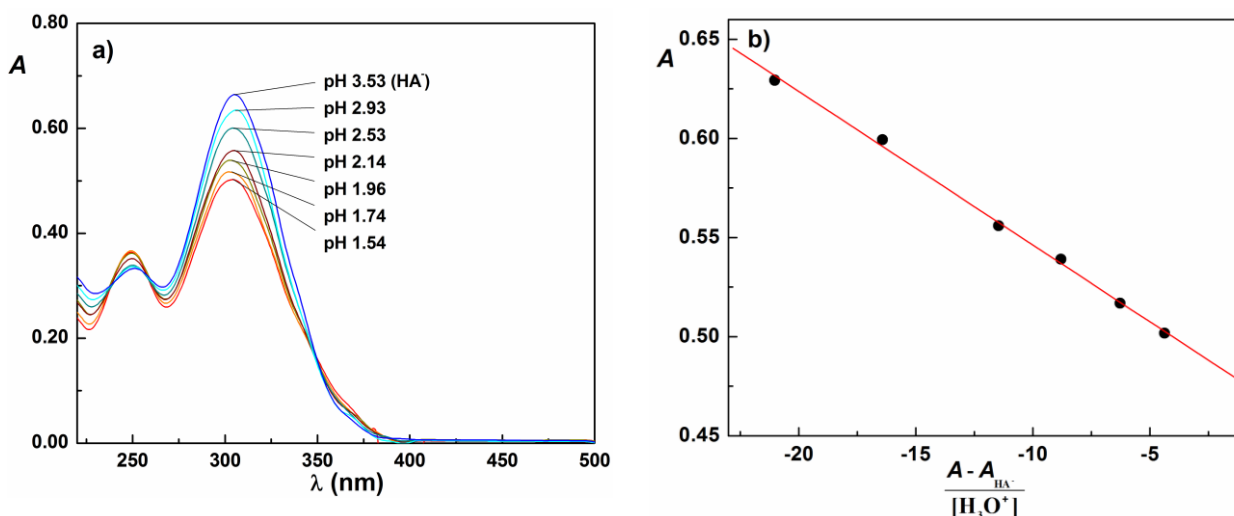 a)
A
0.80
0.60
0.40
0.20
0.00
pH 3.53 (HA-)
pH 2.93
pH 2.53
pH 2.14
pH 1.96
pH 1.74
pH 1.54
250 300 350 400 450 500
λ (nm)
b)
A
0.65
0.60
0.55
0.50
0.45
-20 -15 -10 -5
A - A HA-
[H₃O⁺]